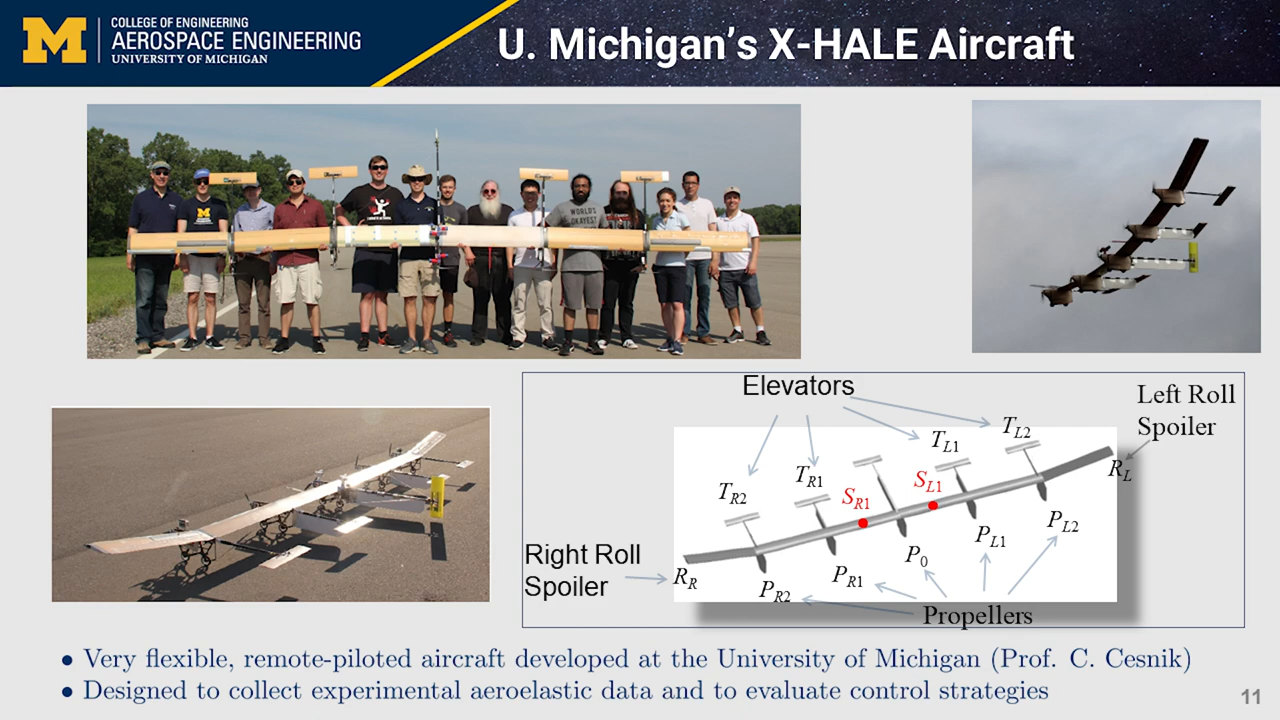 M
COLLEGE OF ENGINEERING
AEROSPACE ENGINEERING
UNIVERSITY OF MICHIGAN
U. Michigan's X-HALE Aircraft
M
WORLD'S
OKAYEST
Elevators
Left Roll
Spoiler
T_L2
T_L1
T_R1
T_R2
S_R1
S_L1
R_L
P_L2
P_L1
P_0
P_R1
P_R2
Right Roll
Spoiler
R_R
Propellers
• Very flexible, remote-piloted aircraft developed at the University of Michigan (Prof. C. Cesnik)
• Designed to collect experimental aeroelastic data and to evaluate control strategies
11